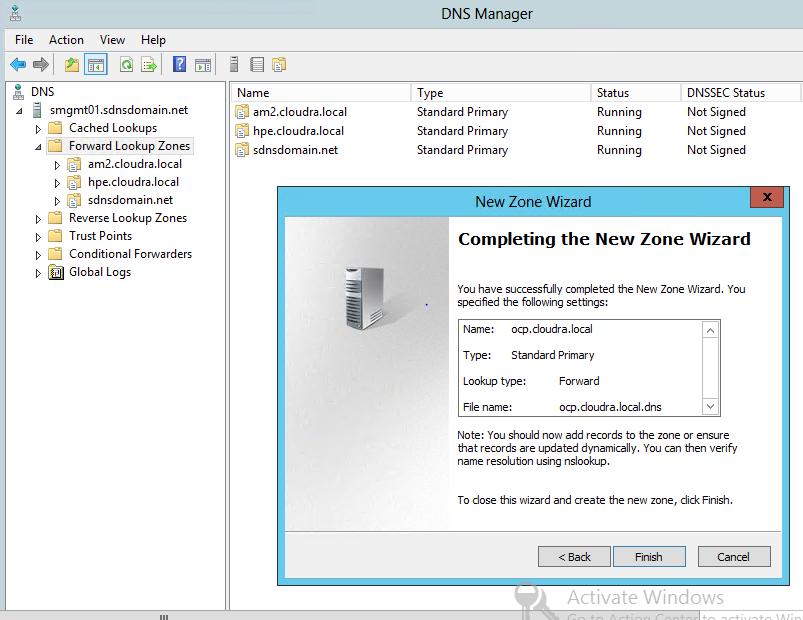 DNS Manager
File Action View Help
DNS
smgmt01.sdnsdomain.net
Cached Lookups
Forward Lookup Zones
am2.cloudra.local
hpe.cloudra.local
sdnsdomain.net
Reverse Lookup Zones
Trust Points
Conditional Forwarders
Global Logs
Name Type Status DNSSEC Status
am2.cloudra.local Standard Primary Running Not Signed
hpe.cloudra.local Standard Primary Running Not Signed
sdnsdomain.net Standard Primary Running Not Signed
New Zone Wizard
x
Completing the New Zone Wizard
You have successfully completed the New Zone Wizard. You
specified the following settings:
Name: ocp.cloudra.local
Type: Standard Primary
Lookup type: Forward
File name: ocp.cloudra.local.dns
Note: You should now add records to the zone or ensure
that records are updated dynamically. You can then verify
name resolution using nslookup.
To close this wizard and create the new zone, click Finish.
< Back Finish Cancel
Activate Windows
Go to Action Center to activate Win